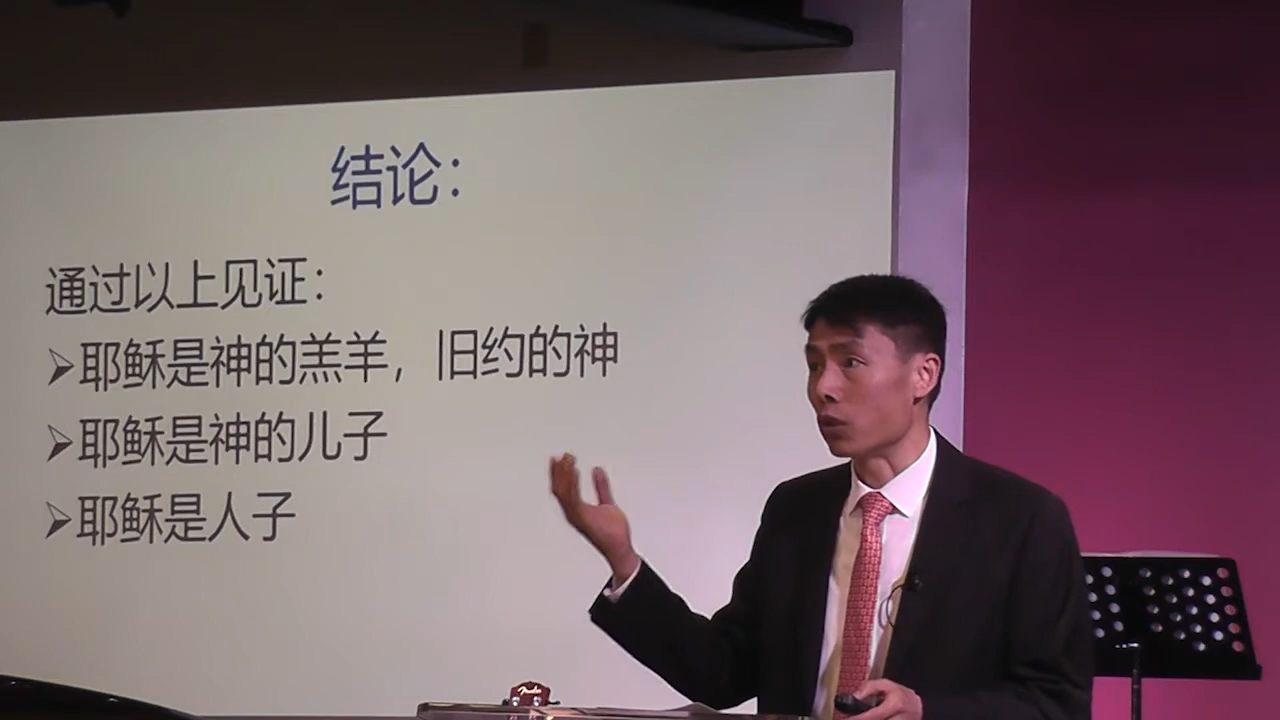 结论：
通过以上见证：
➢耶稣是神的羔羊，旧约的神
➢耶稣是神的儿子
➢耶稣是人子
Fender